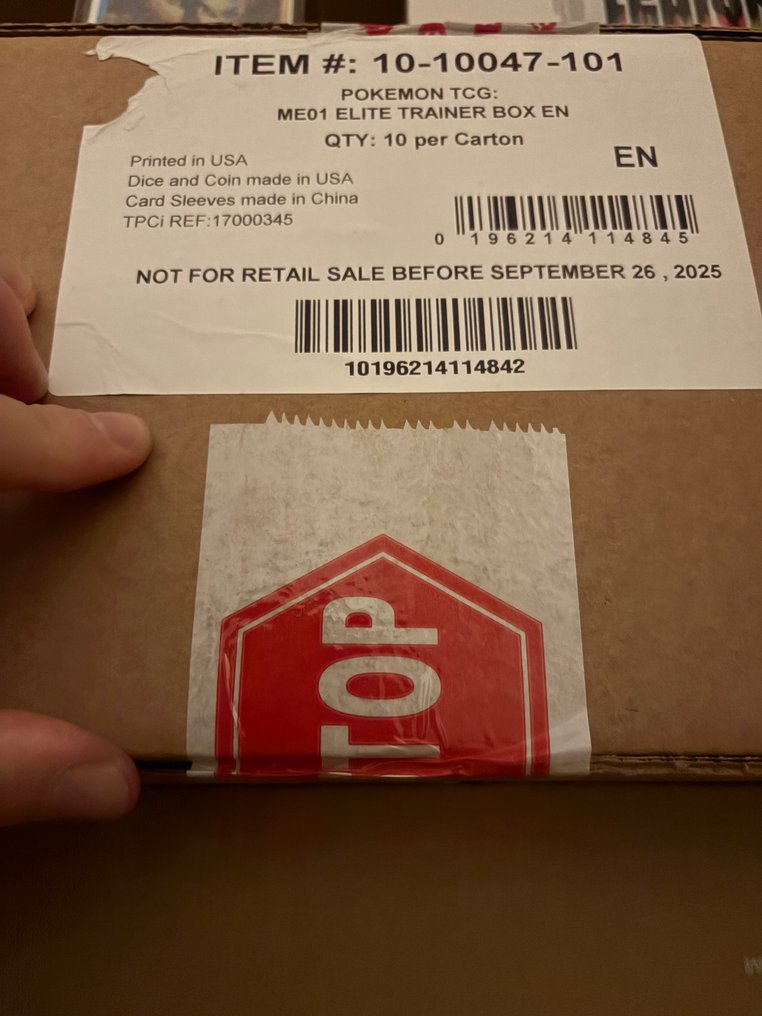 ITEM #: 10-10047-101
POKEMON TCG:
ME01 ELITE TRAINER BOX EN
QTY: 10 per Carton
EN
Printed in USA
Dice and Coin made in USA
Card Sleeves made in China
TPCi REF:17000345
0 196214 114845
NOT FOR RETAIL SALE BEFORE SEPTEMBER 26 , 2025
10196214114842
TOP